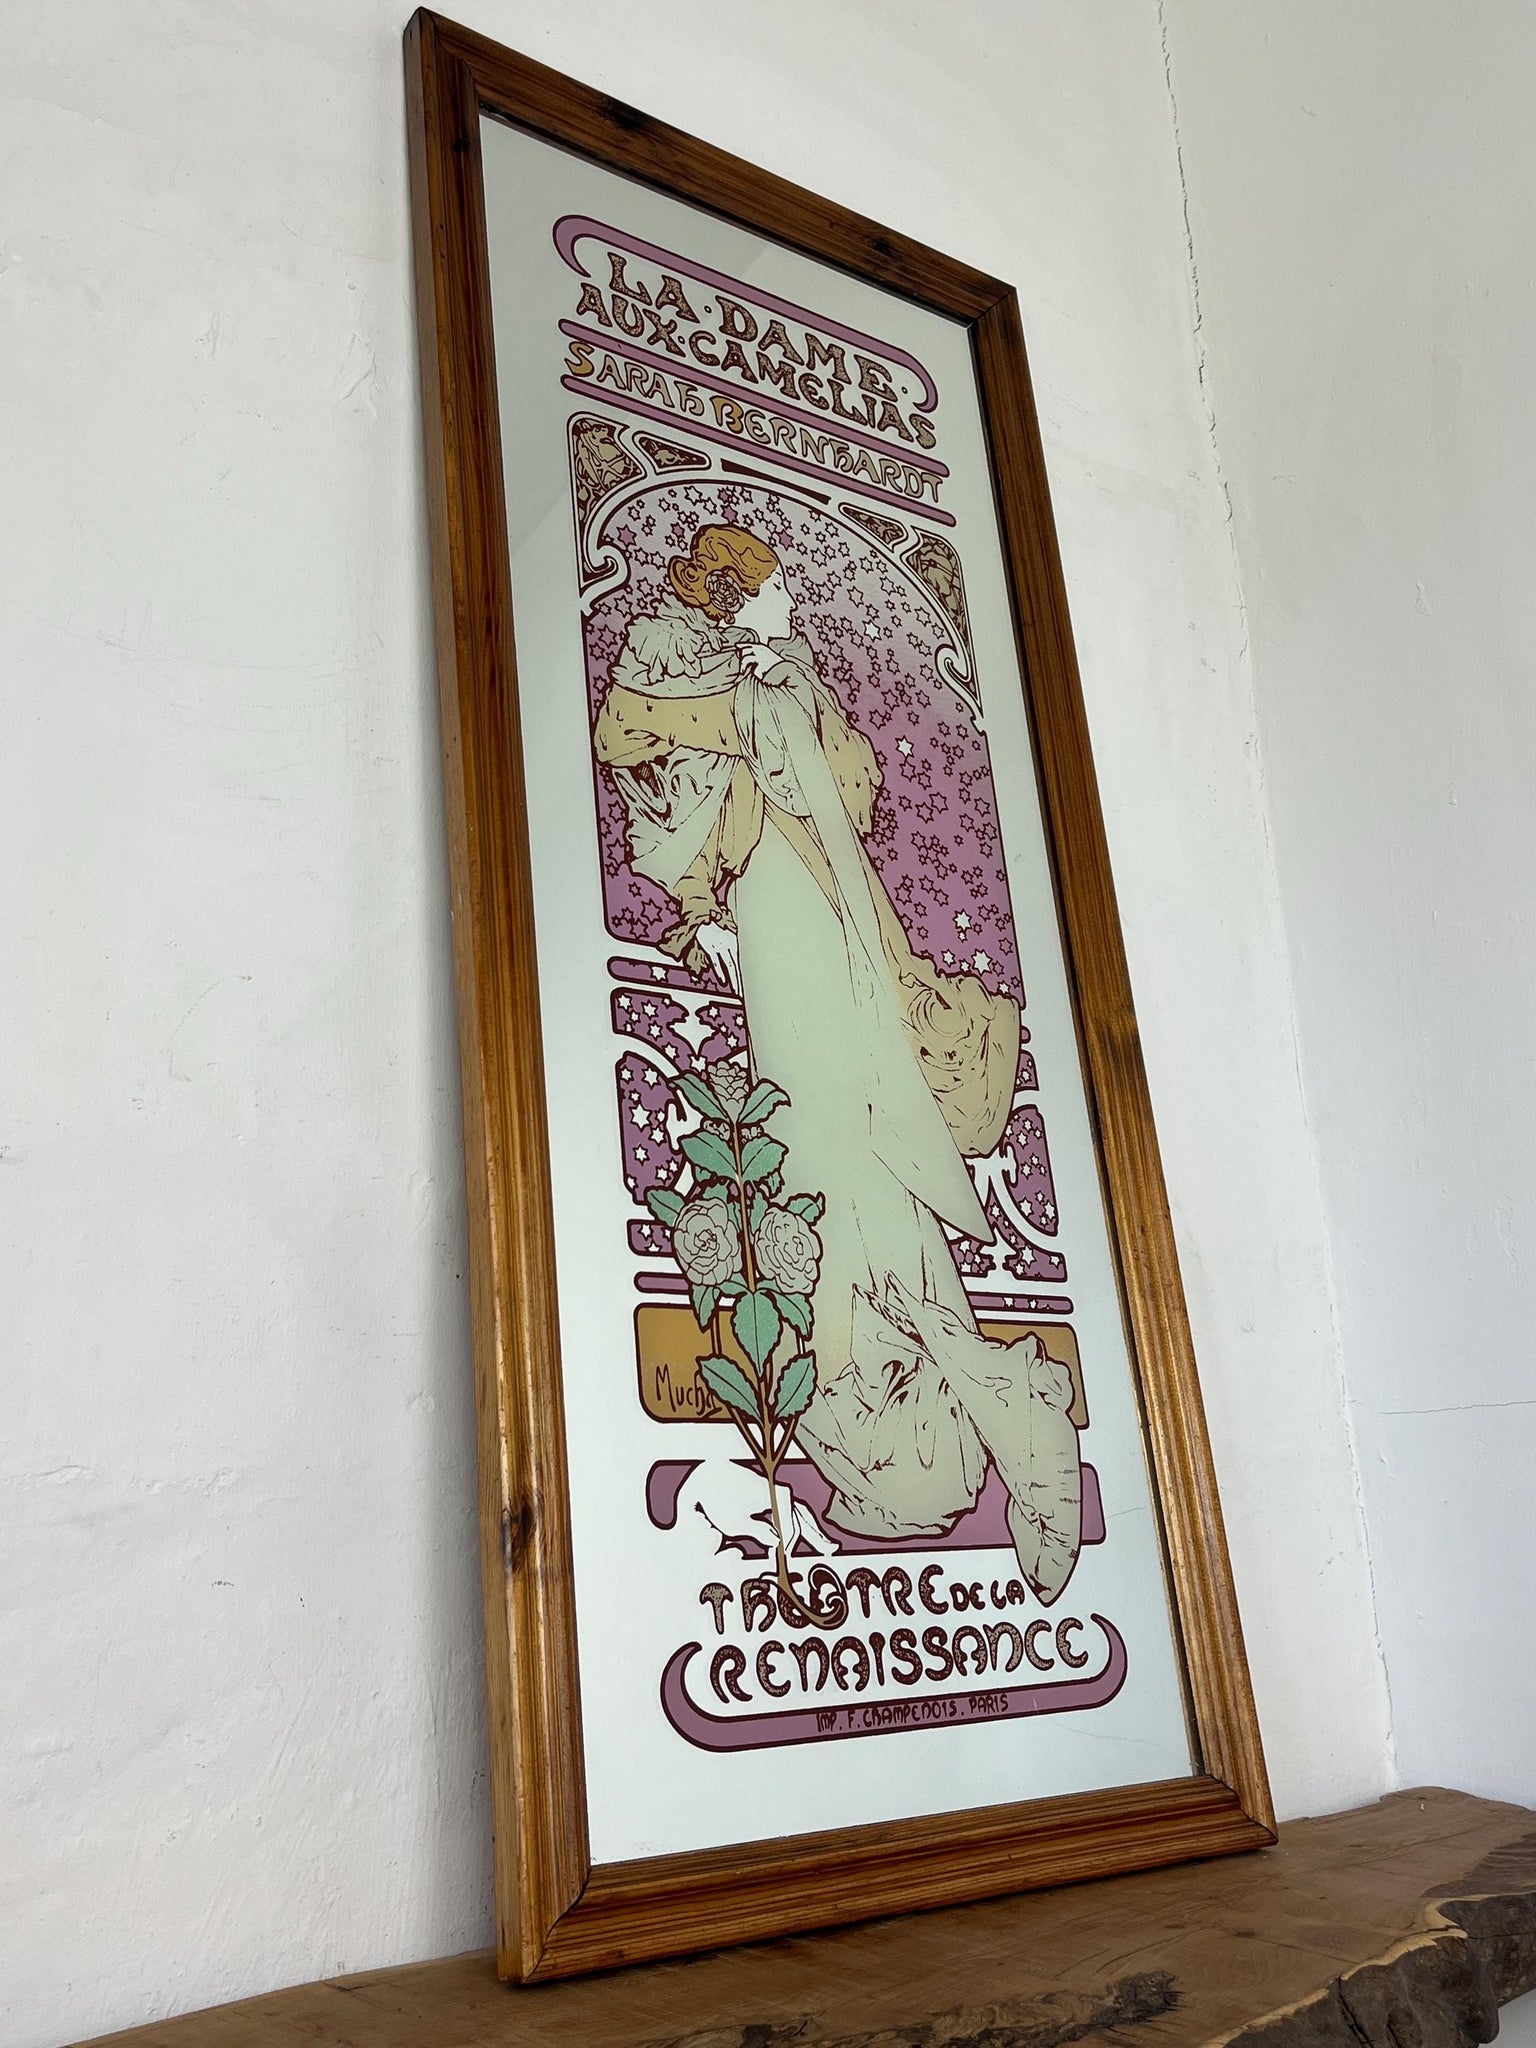 LA · DAME ·
AUX · CAMELIAS
SARAH BERNHARDT
Mucha
THEATRE DE LA
RENAISSANCE
IMP. F. CHAMPENOIS. PARIS